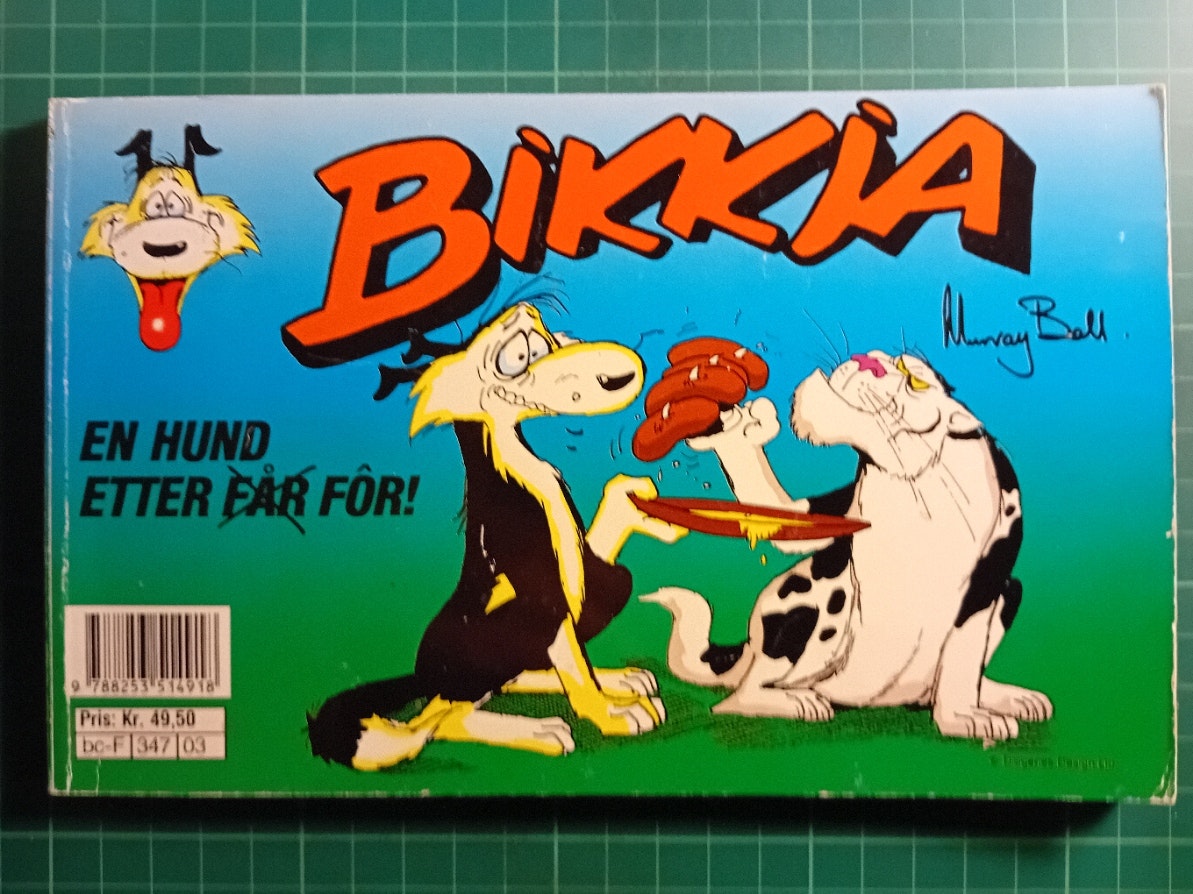 BIKKJA
Murray Ball.
EN HUND
ETTER FÅR FÔR!
9 788253 514918
Pris: Kr. 49,50
bc-F 347 03